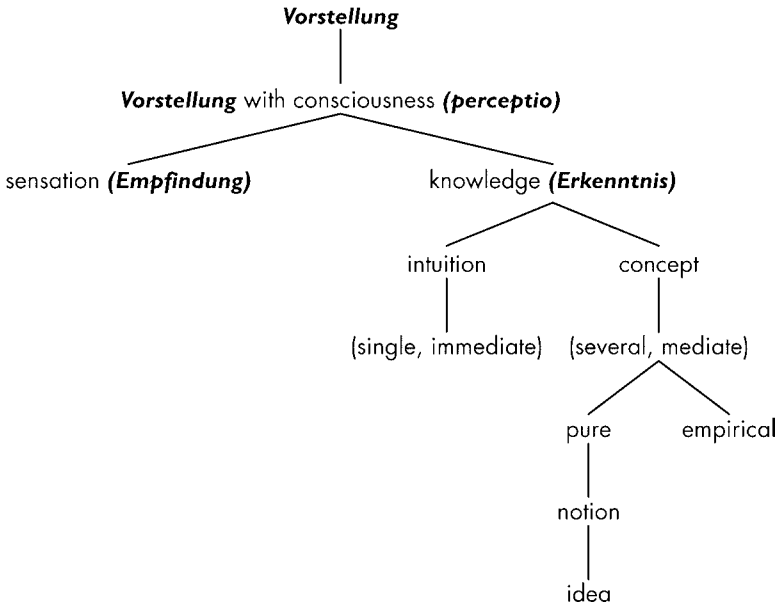 Vorstellung
Vorstellung with consciousness (perceptio)
sensation (Empfindung)
knowledge (Erkenntnis)
intuition
concept
(single, immediate)
(several, mediate)
pure
empirical
notion
idea